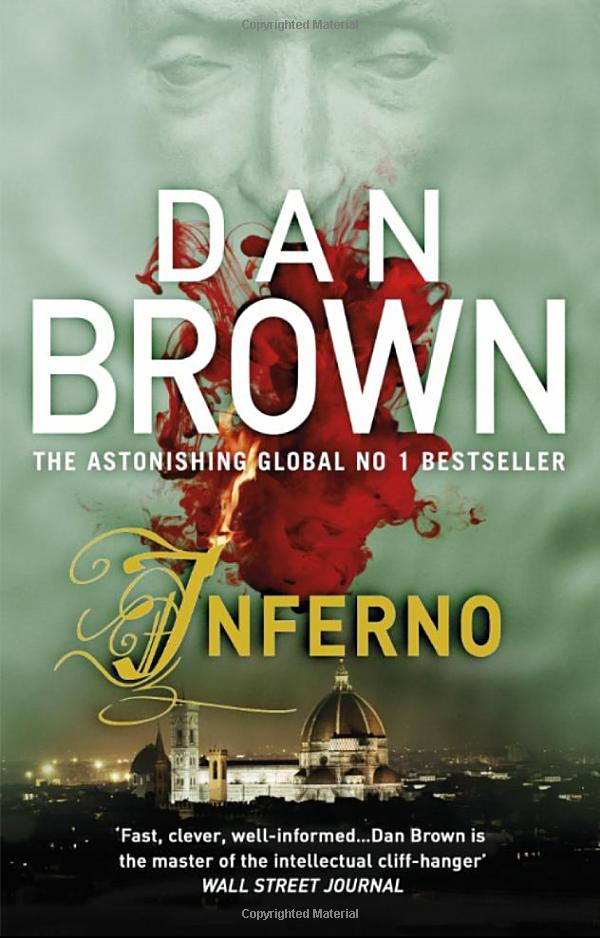 Copyrighted Material
DAN
BROWN
THE ASTONISHING GLOBAL NO 1 BESTSELLER
INFERNO
‘Fast, clever, well-informed...Dan Brown is
the master of the intellectual cliff-hanger’
WALL STREET JOURNAL
Copyrighted Material